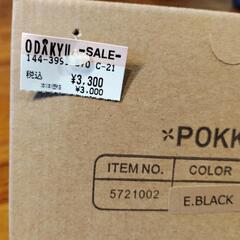 ODAKYU -SALE-
税込
¥3,300
¥3,000
*POKK
ITEM NO. COLOR
5721002 E.BLACK